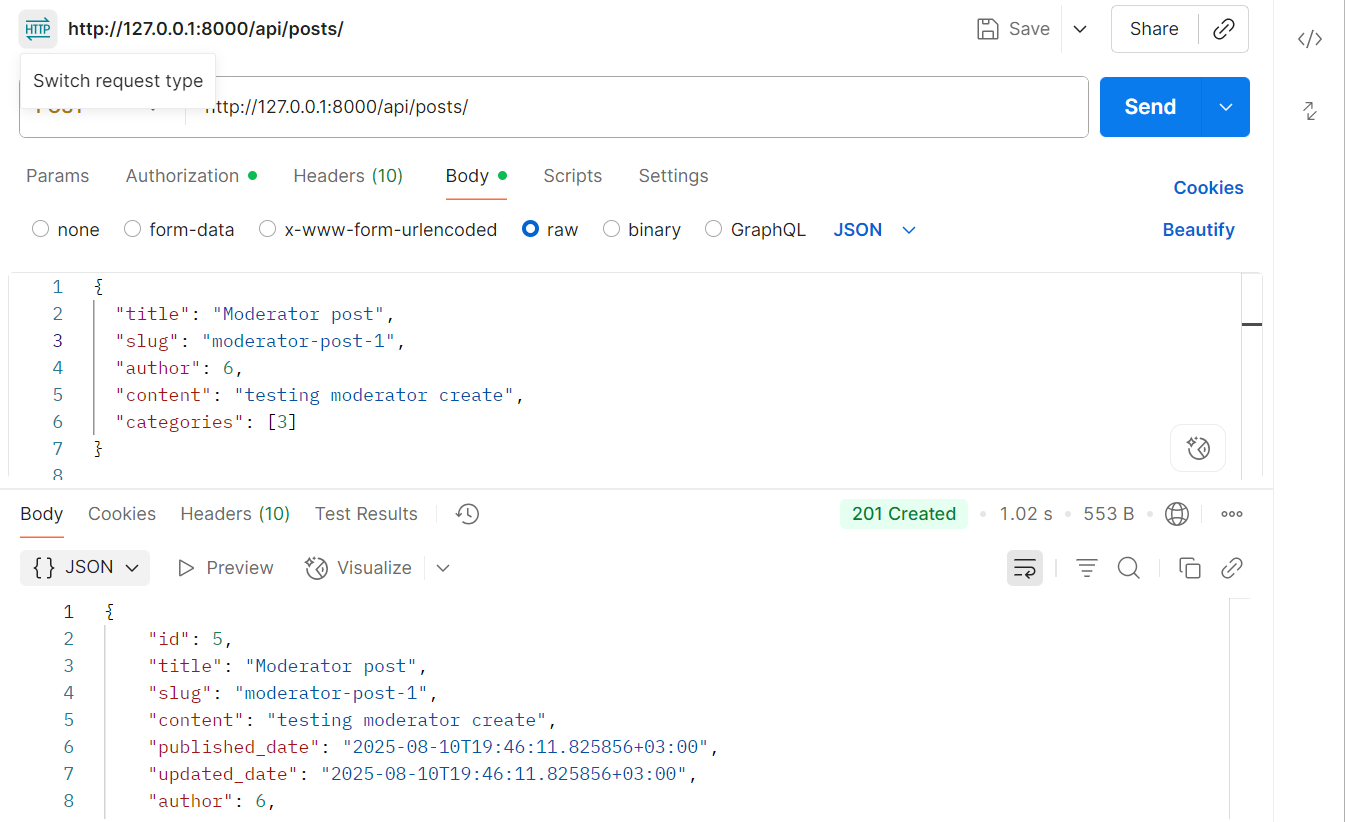 HTTP http://127.0.0.1:8000/api/posts/ Save Share
Switch request type
POST http://127.0.0.1:8000/api/posts/ Send
Params Authorization Headers (10) Body Scripts Settings Cookies
none form-data x-www-form-urlencoded raw binary GraphQL JSON Beautify
1 {
2 "title": "Moderator post",
3 "slug": "moderator-post-1",
4 "author": 6,
5 "content": "testing moderator create",
6 "categories": [3]
7 }
8
Body Cookies Headers (10) Test Results 201 Created 1.02 s 553 B
{} JSON Preview Visualize
1 {
2 "id": 5,
3 "title": "Moderator post",
4 "slug": "moderator-post-1",
5 "content": "testing moderator create",
6 "published_date": "2025-08-10T19:46:11.825856+03:00",
7 "updated_date": "2025-08-10T19:46:11.825856+03:00",
8 "author": 6,